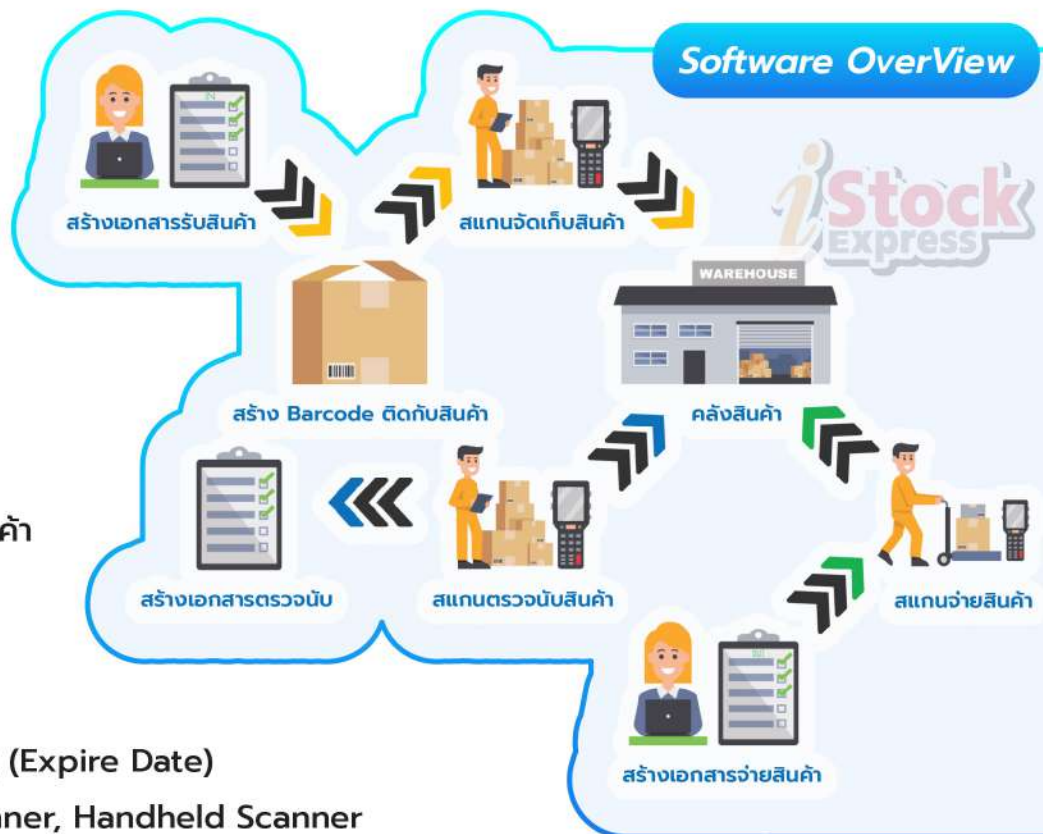 Software OverView
iStock
Express
สร้างเอกสารรับสินค้า
สแกนจัดเก็บสินค้า
WAREHOUSE
สร้าง Barcode ติดกับสินค้า
คลังสินค้า
สร้างเอกสารตรวจนับ
สแกนตรวจนับสินค้า
สแกนจ่ายสินค้า
สร้างเอกสารจ่ายสินค้า
(Expire Date)
Handheld Scanner